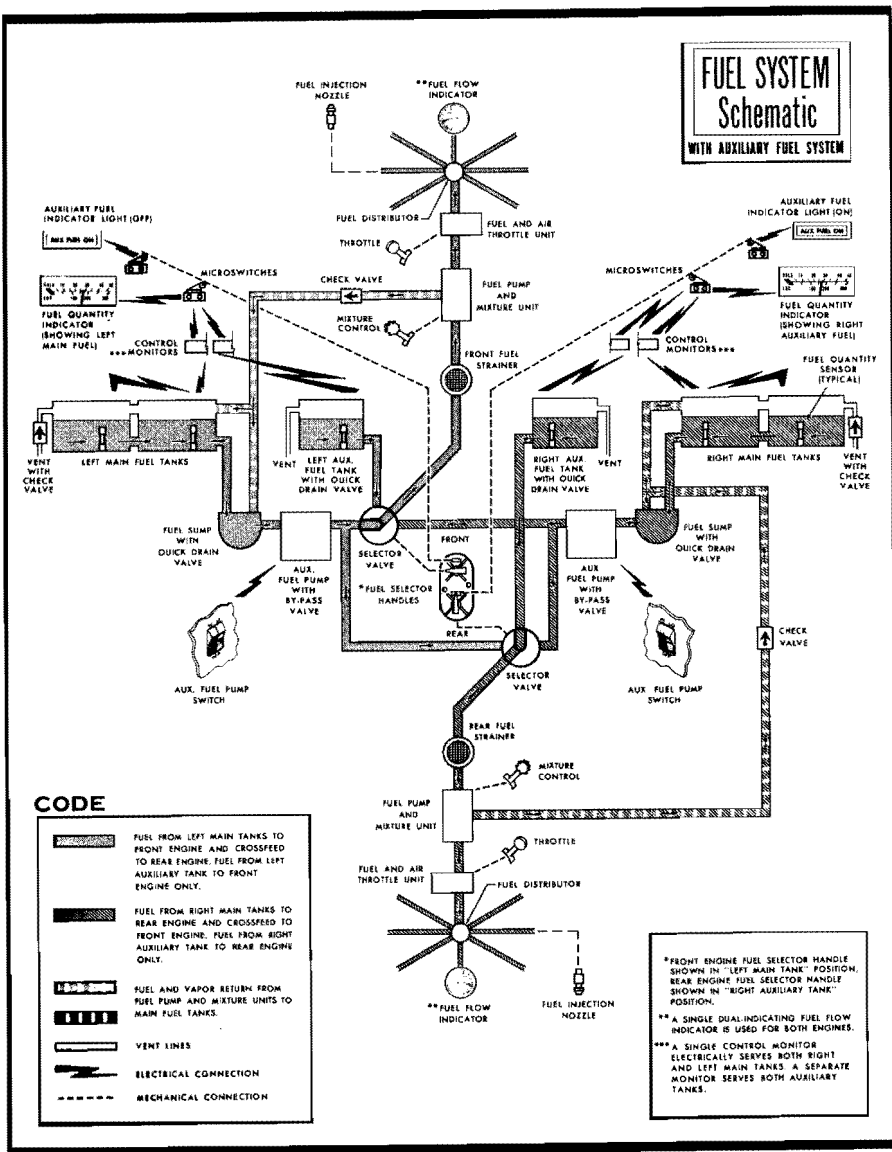 FUEL SYSTEM
Schematic
WITH AUXILIARY FUEL SYSTEM
FUEL INJECTION
NOZZLE
**FUEL FLOW
INDICATOR
AUXILIARY FUEL
INDICATOR LIGHT (OFF)
AUX FUEL ON
FUEL DISTRIBUTOR
FUEL AND AIR
THROTTLE UNIT
THROTTLE
AUXILIARY FUEL
INDICATOR LIGHT (ON)
AUX FUEL ON
MICROSWITCHES
CHECK VALVE
FUEL PUMP
AND
MIXTURE UNIT
MICROSWITCHES
FUEL QUANTITY
INDICATOR
(SHOWING LEFT
MAIN FUEL)
MIXTURE
CONTROL
FUEL QUANTITY
INDICATOR
(SHOWING RIGHT
AUXILIARY FUEL)
CONTROL
***MONITORS
FRONT FUEL
STRAINER
CONTROL
MONITORS***
FUEL QUANTITY
SENSOR
(TYPICAL)
VENT
WITH
CHECK
VALVE
LEFT MAIN FUEL TANKS
VENT
LEFT AUX.
FUEL TANK
WITH QUICK
DRAIN VALVE
RIGHT AUX.
FUEL TANK
WITH QUICK
DRAIN VALVE
VENT
RIGHT MAIN FUEL TANKS
VENT
WITH
CHECK
VALVE
FUEL SUMP
WITH
QUICK DRAIN
VALVE
AUX.
FUEL PUMP
WITH
BY-PASS
VALVE
SELECTOR
VALVE
FRONT
*FUEL SELECTOR
HANDLES
REAR
AUX
FUEL PUMP
WITH
BY-PASS
VALVE
FUEL SUMP
WITH
QUICK DRAIN
VALVE
AUX. FUEL PUMP
SWITCH
SELECTOR
VALVE
AUX. FUEL PUMP
SWITCH
CHECK
VALVE
REAR FUEL
STRAINER
MIXTURE
CONTROL
FUEL PUMP
AND
MIXTURE UNIT
THROTTLE
FUEL AND AIR
THROTTLE UNIT
FUEL DISTRIBUTOR
**FUEL FLOW
INDICATOR
FUEL INJECTION
NOZZLE
CODE
FUEL FROM LEFT MAIN TANKS TO
FRONT ENGINE AND CROSSFEED
TO REAR ENGINE. FUEL FROM LEFT
AUXILIARY TANK TO FRONT
ENGINE ONLY.
FUEL FROM RIGHT MAIN TANKS TO
REAR ENGINE AND CROSSFEED TO
FRONT ENGINE. FUEL FROM RIGHT
AUXILIARY TANK TO REAR ENGINE
ONLY.
FUEL AND VAPOR RETURN FROM
FUEL PUMP AND MIXTURE UNITS TO
MAIN FUEL TANKS.
VENT LINES
ELECTRICAL CONNECTION
MECHANICAL CONNECTION
*FRONT ENGINE FUEL SELECTOR HANDLE
SHOWN IN "LEFT MAIN TANK" POSITION,
REAR ENGINE FUEL SELECTOR HANDLE
SHOWN IN "RIGHT AUXILIARY TANK"
POSITION.
**A SINGLE DUAL-INDICATING FUEL FLOW
INDICATOR IS USED FOR BOTH ENGINES.
***A SINGLE CONTROL MONITOR
ELECTRICALLY SERVES BOTH RIGHT
AND LEFT MAIN TANKS. A SEPARATE
MONITOR SERVES BOTH AUXILIARY
TANKS.